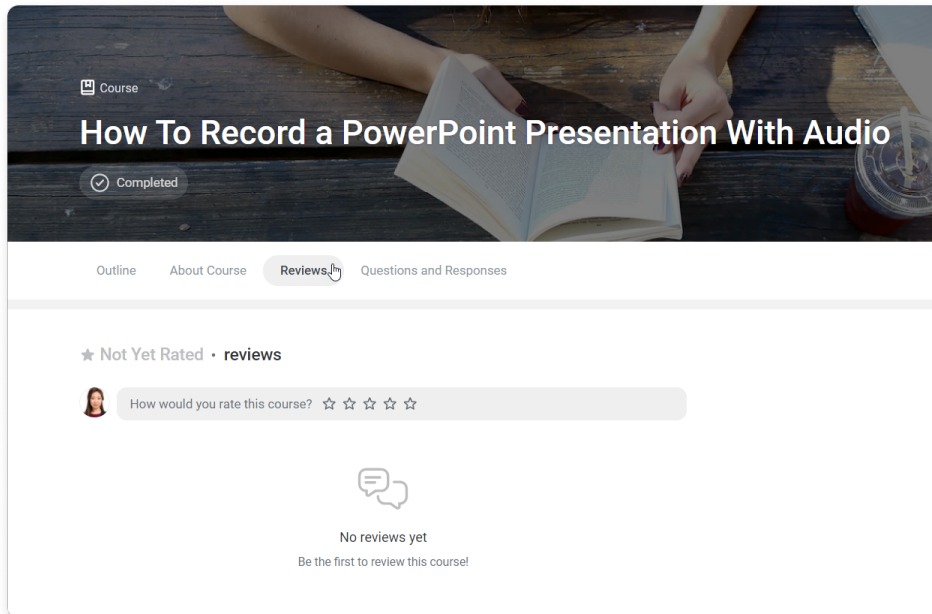 Course
How To Record a PowerPoint Presentation With Audio
Completed
Outline About Course Reviews Questions and Responses
Not Yet Rated • reviews
How would you rate this course?
No reviews yet
Be the first to review this course!